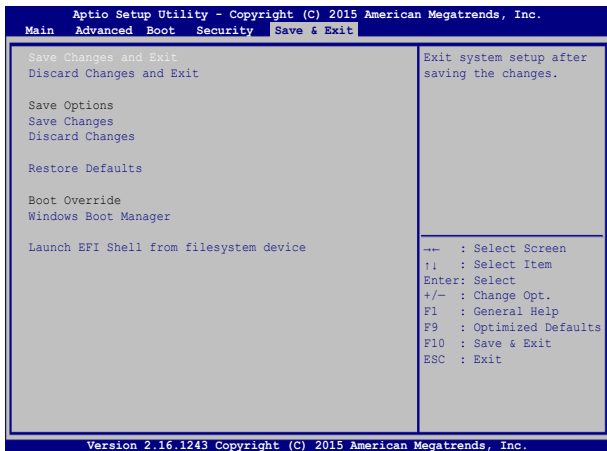 Aptio Setup Utility - Copyright (C) 2015 American Megatrends, Inc.
Main Advanced Boot Security Save & Exit
Save Changes and Exit
Discard Changes and Exit
Save Options
Save Changes
Discard Changes
Restore Defaults
Boot Override
Windows Boot Manager
Launch EFI Shell from filesystem device
Exit system setup after
saving the changes.
→← : Select Screen
↑↓ : Select Item
Enter: Select
+/— : Change Opt.
F1 : General Help
F9 : Optimized Defaults
F10 : Save & Exit
ESC : Exit
Version 2.16.1243 Copyright (C) 2015 American Megatrends, Inc.